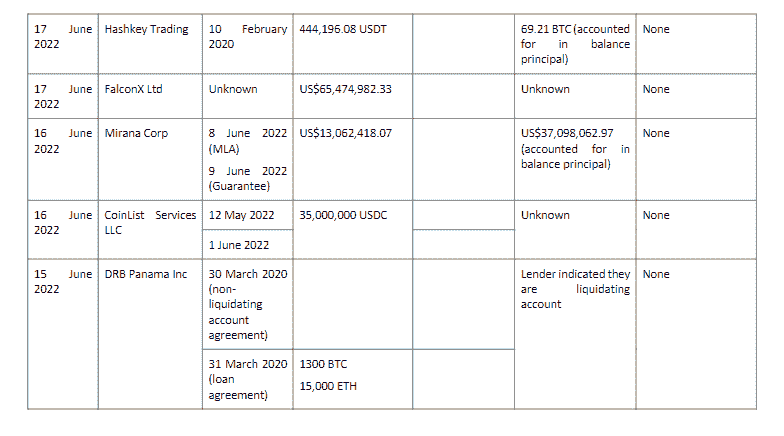 17 June 2022 Hashkey Trading 10 February 2020 444,196.08 USDT 69.21 BTC (accounted for in balance principal) None
17 June 2022 FalconX Ltd Unknown US$65,474,982.33 Unknown None
16 June 2022 Mirana Corp 8 June 2022 (MLA) 9 June 2022 (Guarantee) US$13,062,418.07 US$37,098,062.97 (accounted for in balance principal) None
16 June 2022 CoinList Services LLC 12 May 2022 35,000,000 USDC Unknown None
1 June 2022
15 June 2022 DRB Panama Inc 30 March 2020 (non-liquidating account agreement) Lender indicated they are liquidating account None
31 March 2020 (loan agreement) 1300 BTC 15,000 ETH